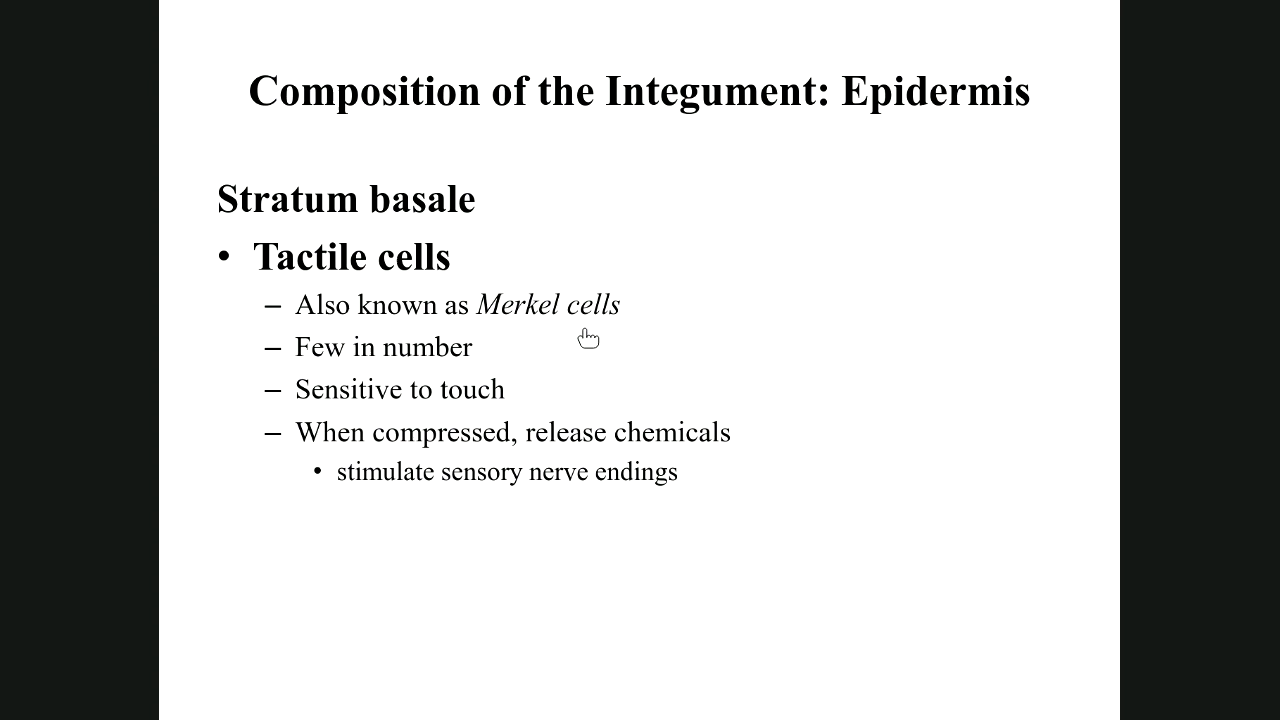 Composition of the Integument: Epidermis
Stratum basale
• Tactile cells
– Also known as Merkel cells
– Few in number
– Sensitive to touch
– When compressed, release chemicals
• stimulate sensory nerve endings